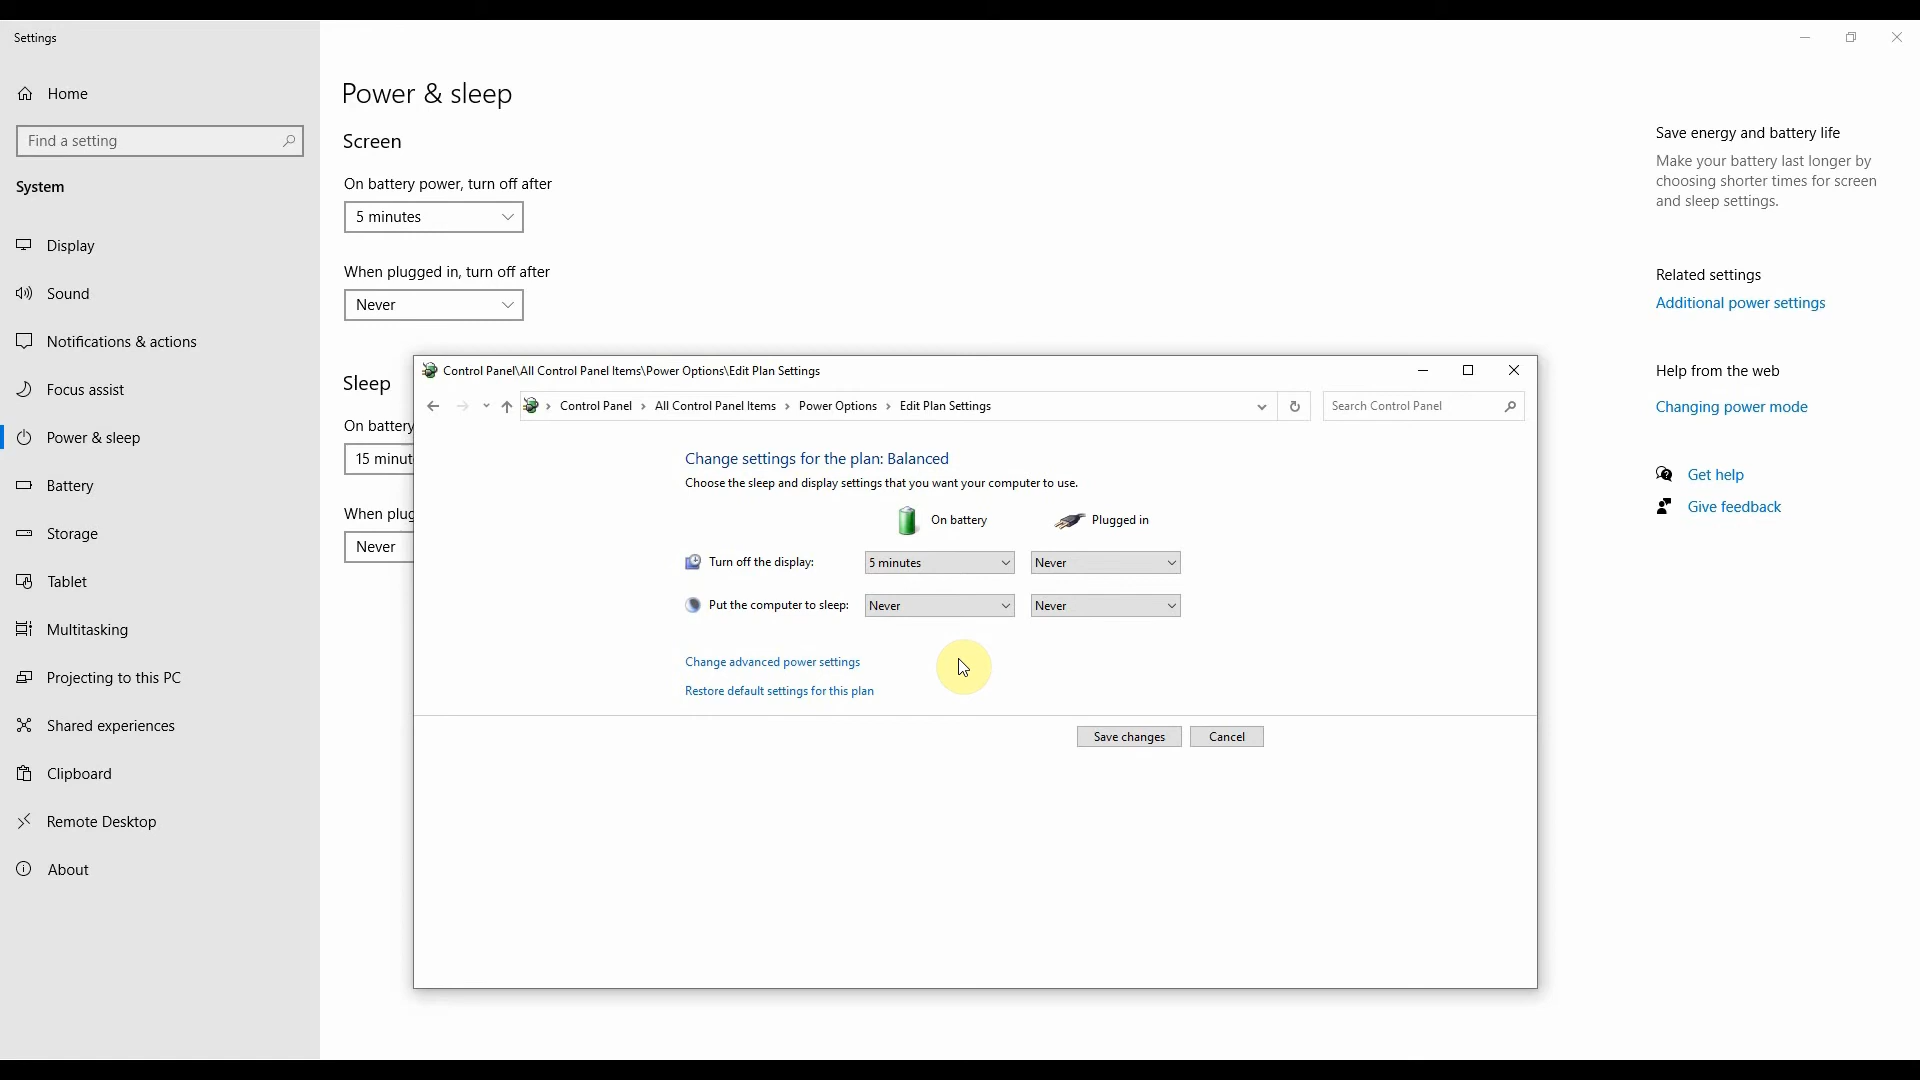 Settings
Home
Find a setting
System
Display
Sound
Notifications & actions
Focus assist
Power & sleep
Battery
Storage
Tablet
Multitasking
Projecting to this PC
Shared experiences
Clipboard
Remote Desktop
About
Power & sleep
Screen
On battery power, turn off after
5 minutes
When plugged in, turn off after
Never
Sleep
On battery
15 minut
When plug
Never
Control Panel\All Control Panel Items\Power Options\Edit Plan Settings
Control Panel > All Control Panel Items > Power Options > Edit Plan Settings
Search Control Panel
Change settings for the plan: Balanced
Choose the sleep and display settings that you want your computer to use.
On battery Plugged in
Turn off the display: 5 minutes Never
Put the computer to sleep: Never Never
Change advanced power settings
Restore default settings for this plan
Save changes Cancel
Save energy and battery life
Make your battery last longer by
choosing shorter times for screen
and sleep settings.
Related settings
Additional power settings
Help from the web
Changing power mode
Get help
Give feedback